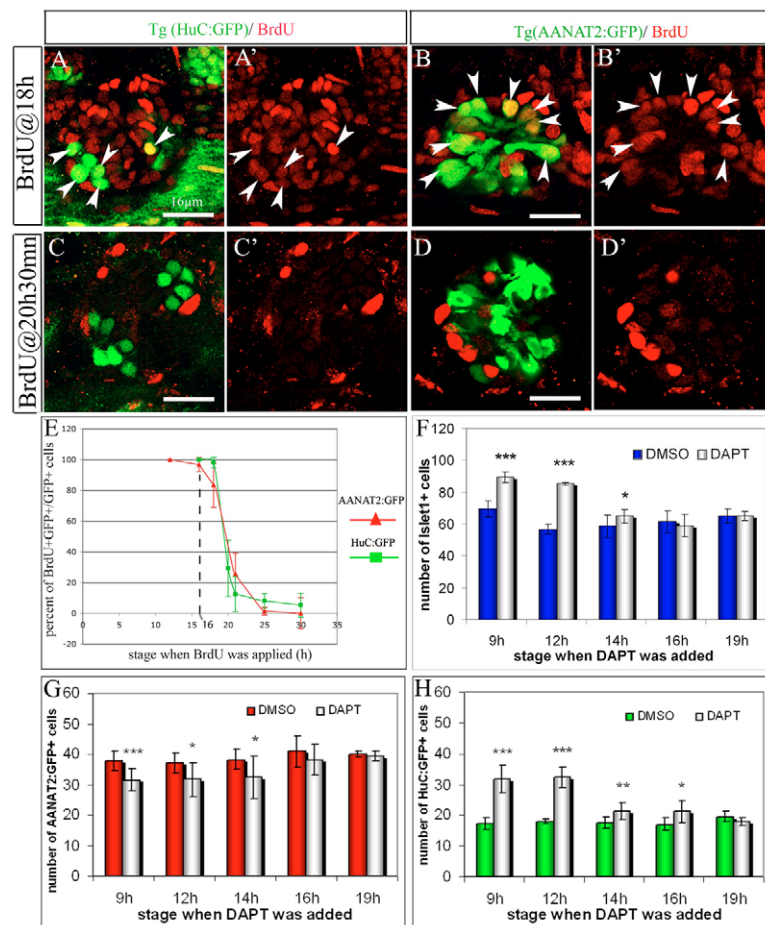 Tg (HuC:GFP)/ BrdU
Tg(AANAT2:GFP)/ BrdU
BrdU@18h
A
A'
B
B'
16µm
BrdU@20h30mn
C
C'
D
D'
E
percent of BrdU+GFP+/GFP+ cells
120
100
80
60
40
20
0
-20
0
5
10
15
16
20
25
30
35
stage when BrdU was applied (h)
AANAT2:GFP
HuC:GFP
F
number of Islet1+ cells
120
100
80
60
40
20
0
DMSO
DAPT
***
***
*
9h
12h
14h
16h
19h
stage when DAPT was added
G
number of AANAT2:GFP+ cells
60
50
40
30
20
10
0
DMSO
DAPT
***
*
*
9h
12h
14h
16h
19h
stage when DAPT was added
H
number of HuC:GFP+ cells
60
50
40
30
20
10
0
DMSO
DAPT
***
***
**
*
9h
12h
14h
16h
19h
stage when DAPT was added